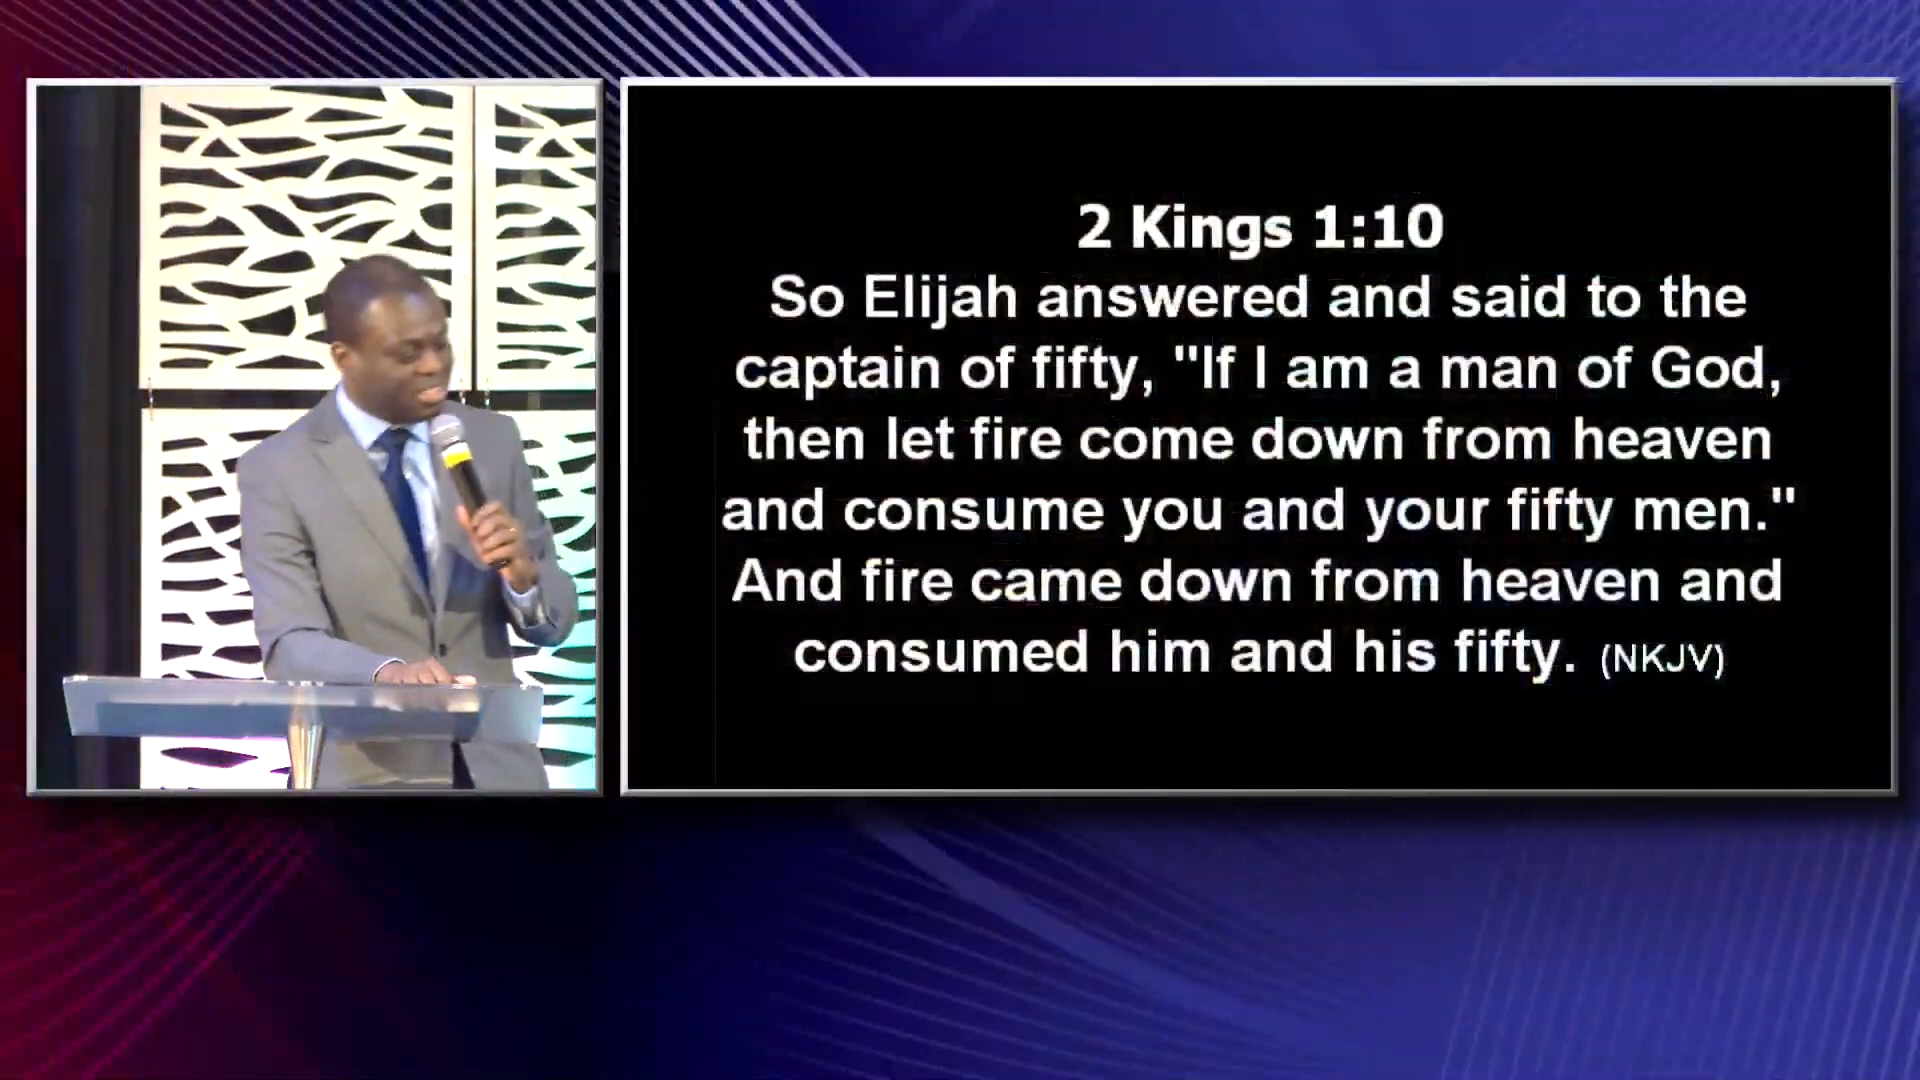 2 Kings 1:10
So Elijah answered and said to the
captain of fifty, "If I am a man of God,
then let fire come down from heaven
and consume you and your fifty men."
And fire came down from heaven and
consumed him and his fifty. (NKJV)